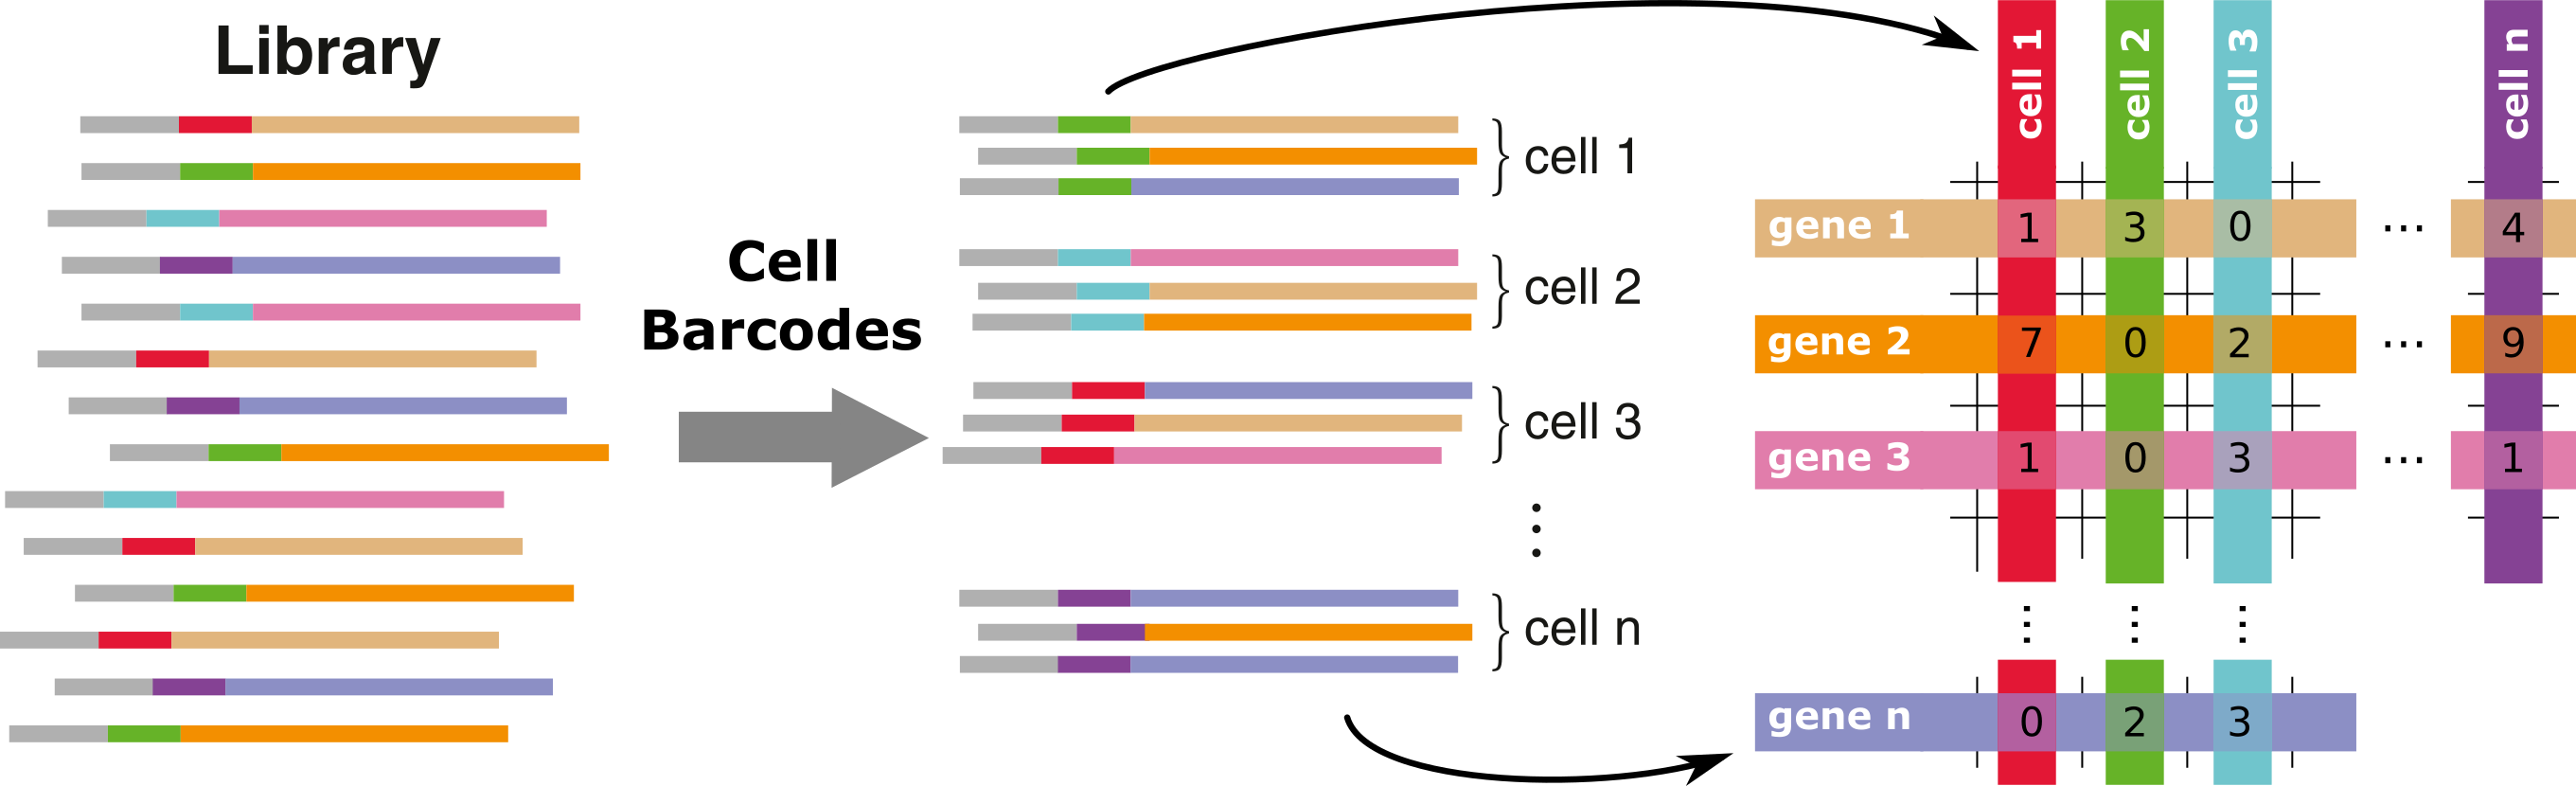 Library
Cell
Barcodes
cell 1
cell 2
cell 3
⋮
cell n
cell 1
cell 2
cell 3
cell n
gene 1 1 3 0 ... 4
gene 2 7 0 2 ... 9
gene 3 1 0 3 ... 1
⋮ ⋮ ⋮
gene n 0 2 3